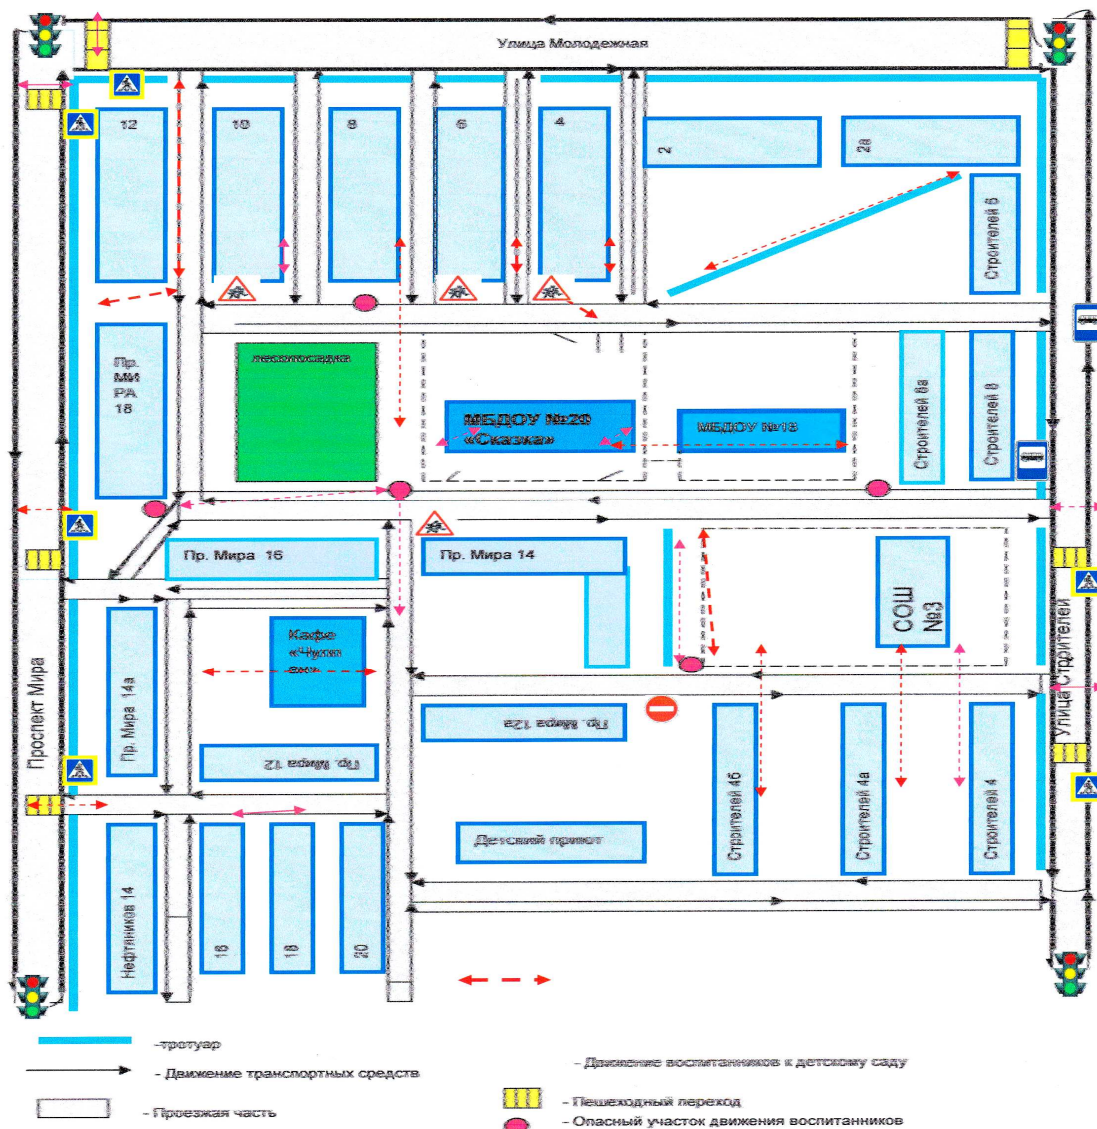 Улица Молодежная
12
10
8
6
4
2
2а
Строителей 6
Пр.
МИ
РА
18
лесопосадка
МБДОУ №20
«Сказка»
МБДОУ №13
Строителей 6а
Строителей 8
Пр. Мира 16
Пр. Мира 14
СОШ
№3
Кафе
Проспект Мира
Пр. Мира 14а
Пр. Мира 12а
Улица Строителей
Пр. Мира 12
Строителей 4б
Строителей 4а
Строителей 4
Детский приют
Нефтяников 14
16
18
20
-тротуар
- Движение транспортных средств
- Проезжая часть
- Движение воспитанников к детскому саду
- Пешеходный переход
- Опасный участок движения воспитанников